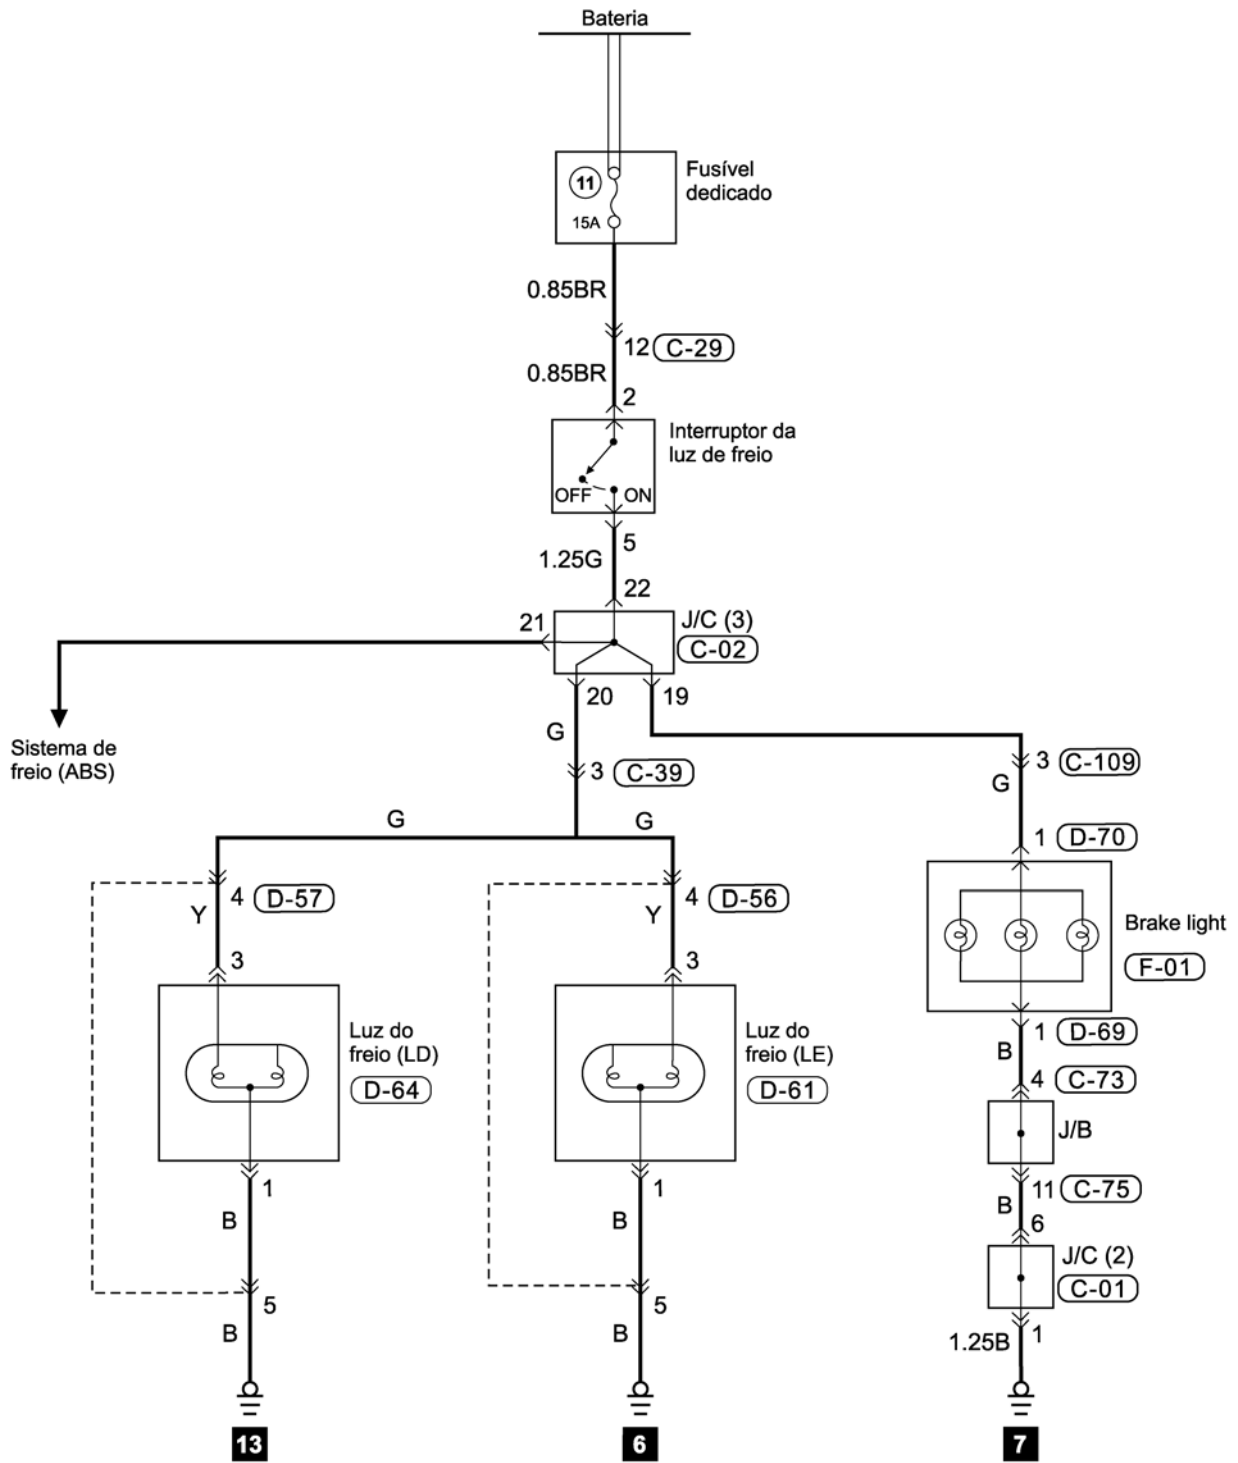 Bateria
11
15A
Fusível
dedicado
0.85BR
12 C-29
0.85BR
2
Interruptor da
luz de freio
OFF ON
5
1.25G
22
21
J/C (3)
C-02
20 19
Sistema de
freio (ABS)
G
3 C-39
3 C-109
G
G G
1 D-70
4 D-57
Y
4 D-56
Y
Brake light
F-01
3
3
Luz do
freio (LD)
D-64
Luz do
freio (LE)
D-61
1 D-69
B
4 C-73
J/B
1
1
11 C-75
B
B
B
6
J/C (2)
C-01
5
5
B
B
1.25B
1
13
6
7